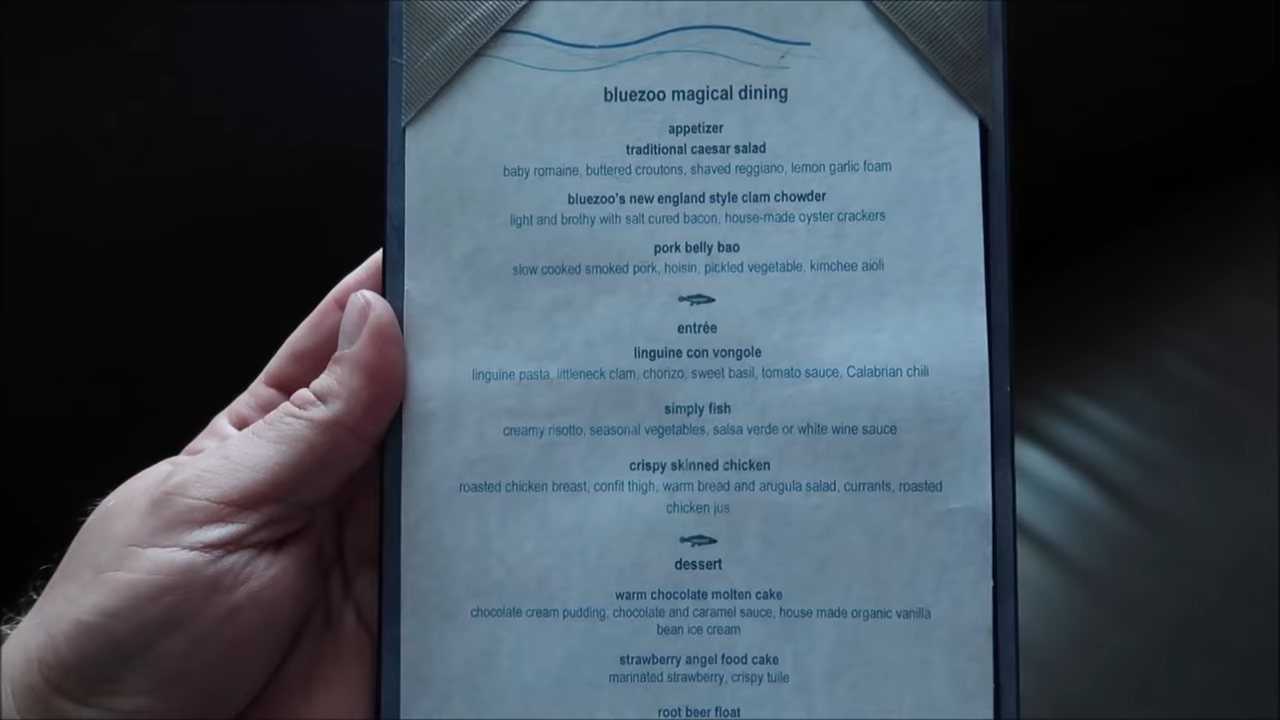 bluezoo magical dining
appetizer
traditional caesar salad
baby romaine, buttered croutons, shaved reggiano, lemon garlic foam
bluezoo's new england style clam chowder
light and brothy with salt cured bacon, house-made oyster crackers
pork belly bao
slow cooked smoked pork, hoisin, pickled vegetable, kimchee aioli
entrée
linguine con vongole
linguine pasta, littleneck clam, chorizo, sweet basil, tomato sauce, Calabrian chili
simply fish
creamy risotto, seasonal vegetables, salsa verde or white wine sauce
crispy skinned chicken
roasted chicken breast, confit thigh, warm bread and arugula salad, currants, roasted
chicken jus
dessert
warm chocolate molten cake
chocolate cream pudding, chocolate and caramel sauce, house made organic vanilla
bean ice cream
strawberry angel food cake
marinated strawberry, crispy tuile
root beer float